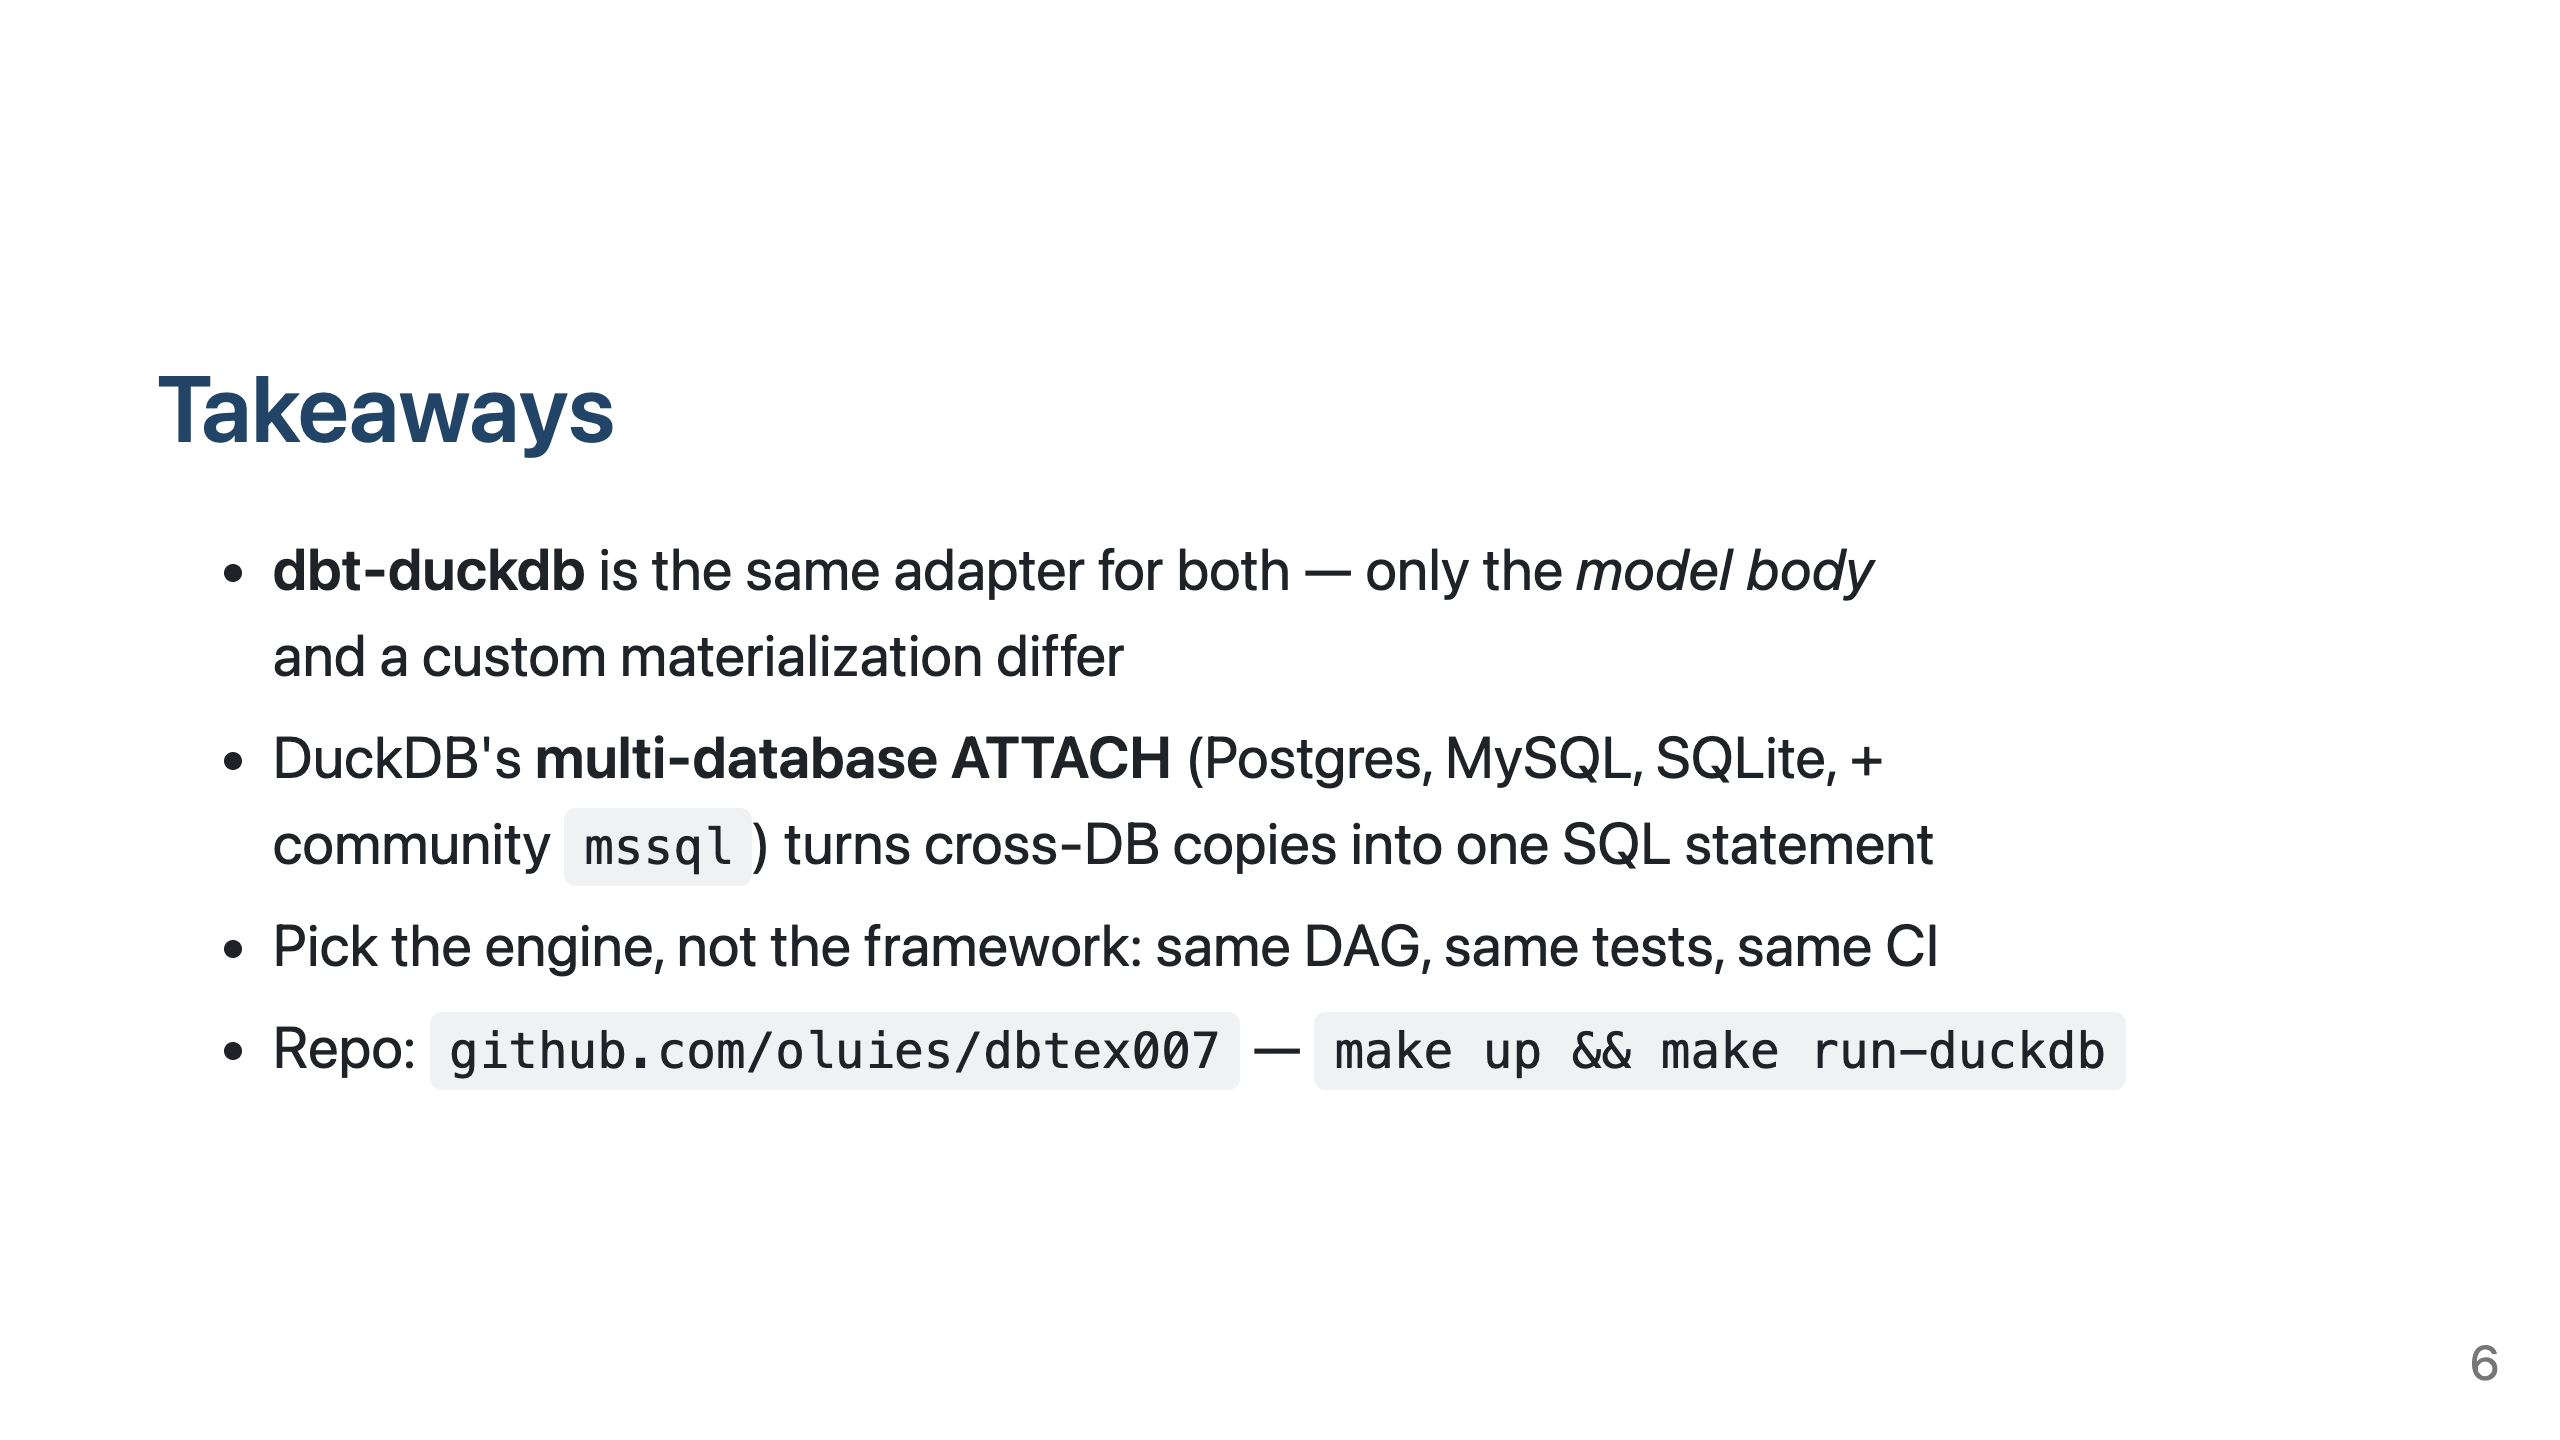 Takeaways
• dbt-duckdb is the same adapter for both — only the model body
and a custom materialization differ
• DuckDB's multi-database ATTACH (Postgres, MySQL, SQLite, +
community mssql) turns cross-DB copies into one SQL statement
• Pick the engine, not the framework: same DAG, same tests, same CI
• Repo: github.com/oluies/dbtex007 — make up && make run-duckdb
6